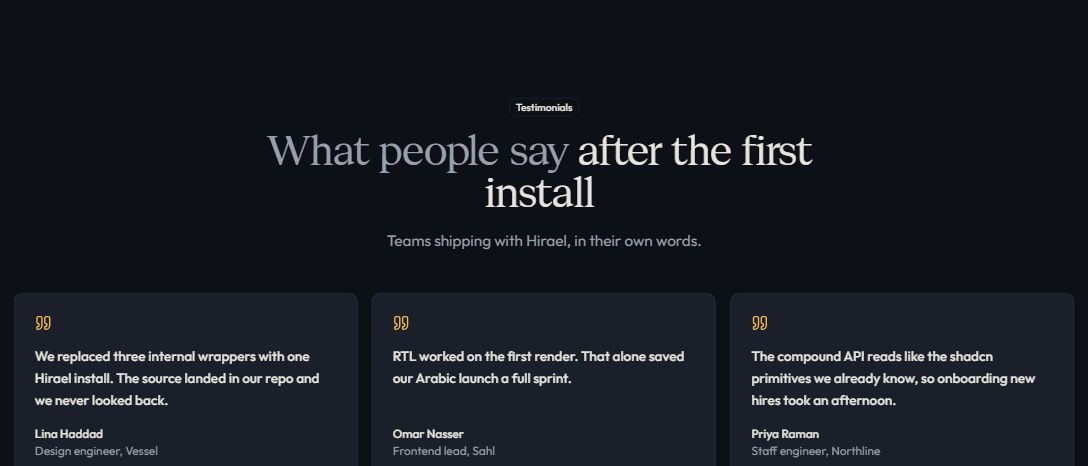 Testimonials
What people say after the first
install
Teams shipping with Hirael, in their own words.
We replaced three internal wrappers with one
Hirael install. The source landed in our repo and
we never looked back.
Lina Haddad
Design engineer, Vessel
RTL worked on the first render. That alone saved
our Arabic launch a full sprint.
Omar Nasser
Frontend lead, Sahl
The compound API reads like the shadcn
primitives we already know, so onboarding new
hires took an afternoon.
Priya Raman
Staff engineer, Northline